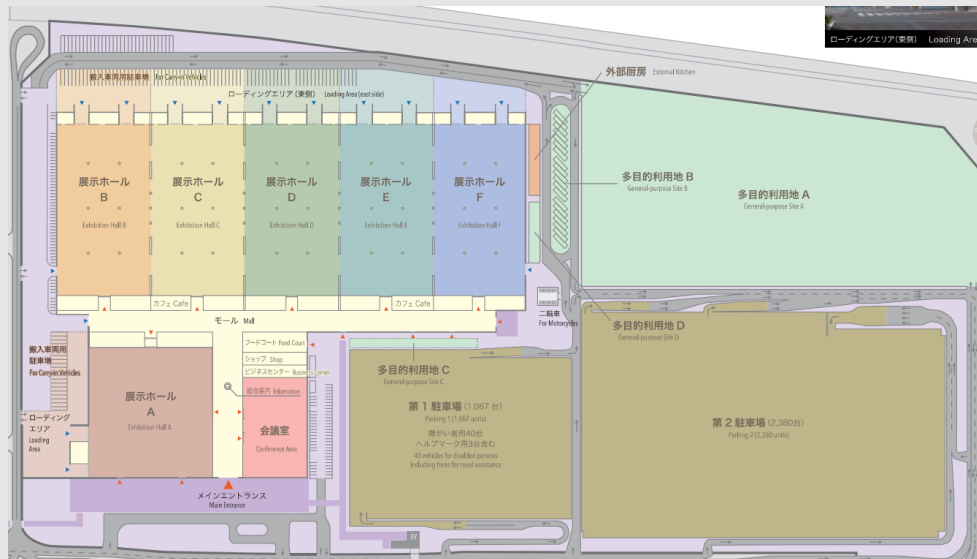 ローディングエリア(東側) Loading Are
外部厨房 External Kitchen
搬入車両用駐車場 For Carry-in Vehicles
ローディングエリア(東側) Loading Area (east side)
展示ホール
B
Exhibition Hall B
展示ホール
C
Exhibition Hall C
展示ホール
D
Exhibition Hall D
展示ホール
E
Exhibition Hall E
展示ホール
F
Exhibition Hall F
多目的利用地 B
General-purpose Site B
多目的利用地 A
General-purpose Site A
カフェ Cafe
カフェ Cafe
モール Mall
二輪車
For Motorcycles
多目的利用地 D
General-purpose Site D
搬入車両用
駐車場
For Carry-in Vehicles
フードコート Food Court
ショップ Shop
ビジネスセンター Business Center
総合案内 Information
多目的利用地 C
General-purpose Site C
展示ホール
A
Exhibition Hall A
会議室
Conference Area
第 1 駐車場 (1,067 台)
Parking 1 (1,067 units)
障がい者用40台
ヘルプマーク用3台含む
40 vehicles for disabled persons.
Including three for need assistance
第 2 駐車場 (2,380台)
Parking 2 (2,380 units)
ローディング
エリア
Loading
Area
メインエントランス
Main Entrance
EV